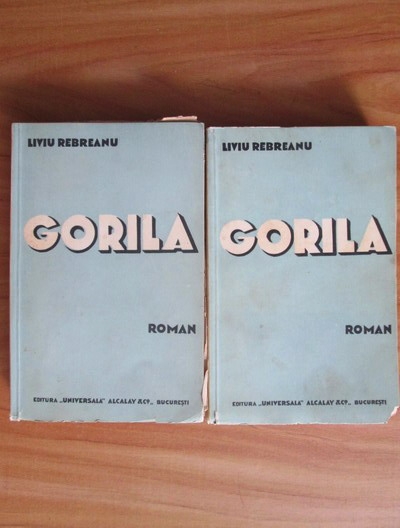 LIVIU REBREANU
GORILA
ROMAN
EDITURA „UNIVERSALA" ALCALAY & Co., BUCUREȘTI
LIVIU REBREANU
GORILA
ROMAN
EDITURA „UNIVERSALA" ALCALAY & Co., BUCUREȘTI